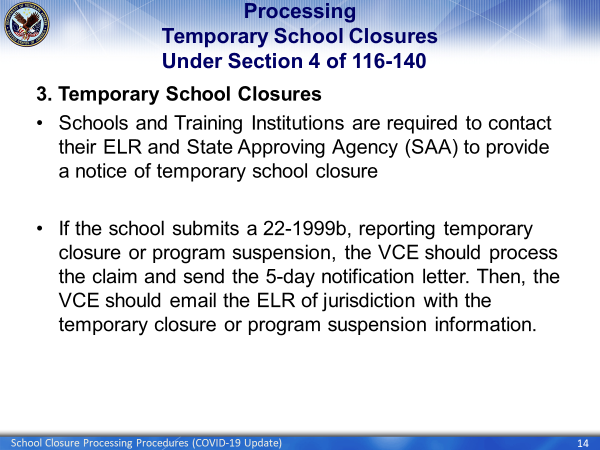 Processing
Temporary School Closures
Under Section 4 of 116-140
3. Temporary School Closures
• Schools and Training Institutions are required to contact
their ELR and State Approving Agency (SAA) to provide
a notice of temporary school closure
• If the school submits a 22-1999b, reporting temporary
closure or program suspension, the VCE should process
the claim and send the 5-day notification letter. Then, the
VCE should email the ELR of jurisdiction with the
temporary closure or program suspension information.
School Closure Processing Procedures (COVID-19 Update)
14